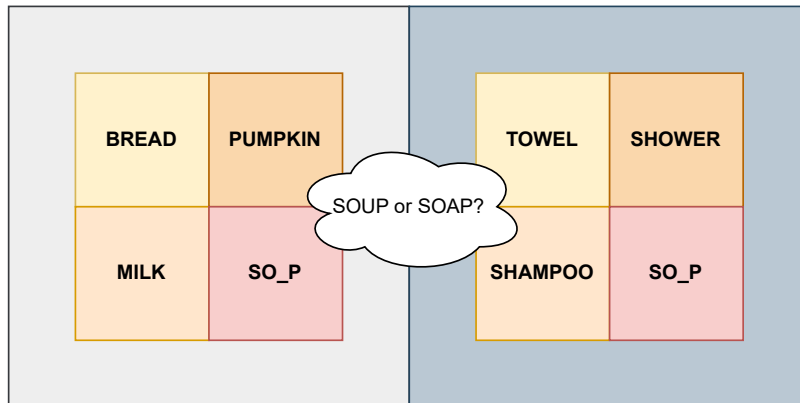 BREAD PUMPKIN
TOWEL SHOWER
SOUP or SOAP?
MILK SO_P
SHAMPOO SO_P